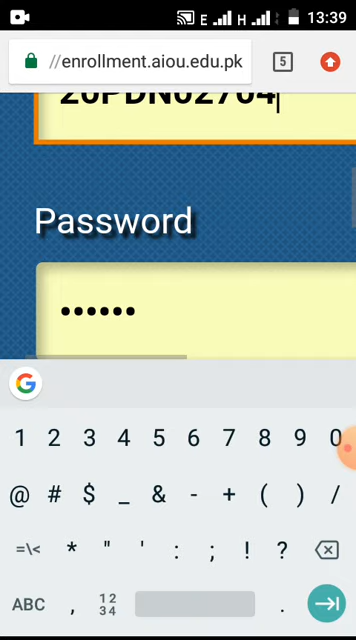 E H 13:39
//enrollment.aiou.edu.pk 5
20PDN02704
Password
••••••
G
1 2 3 4 5 6 7 8 9 0
@ # $ _ & - + ( ) /
=\< * " ' : ; ! ?
ABC , 12 34 .